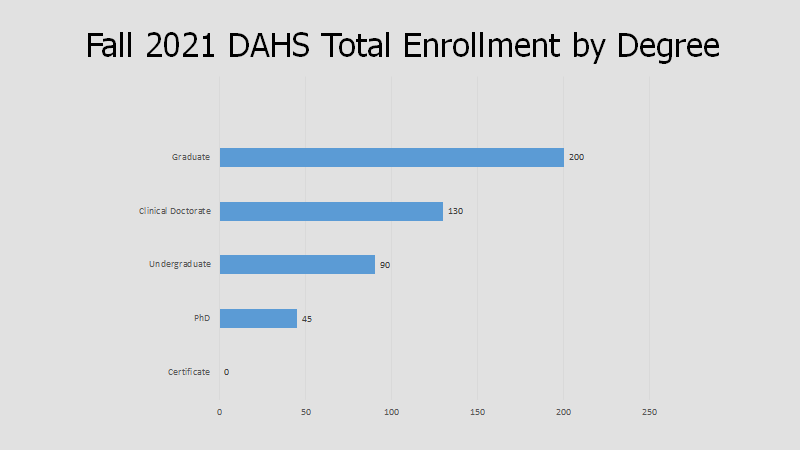 Fall 2021 DAHS Total Enrollment by Degree
Graduate 200
Clinical Doctorate 130
Undergraduate 90
PhD 45
Certificate 0
0 50 100 150 200 250